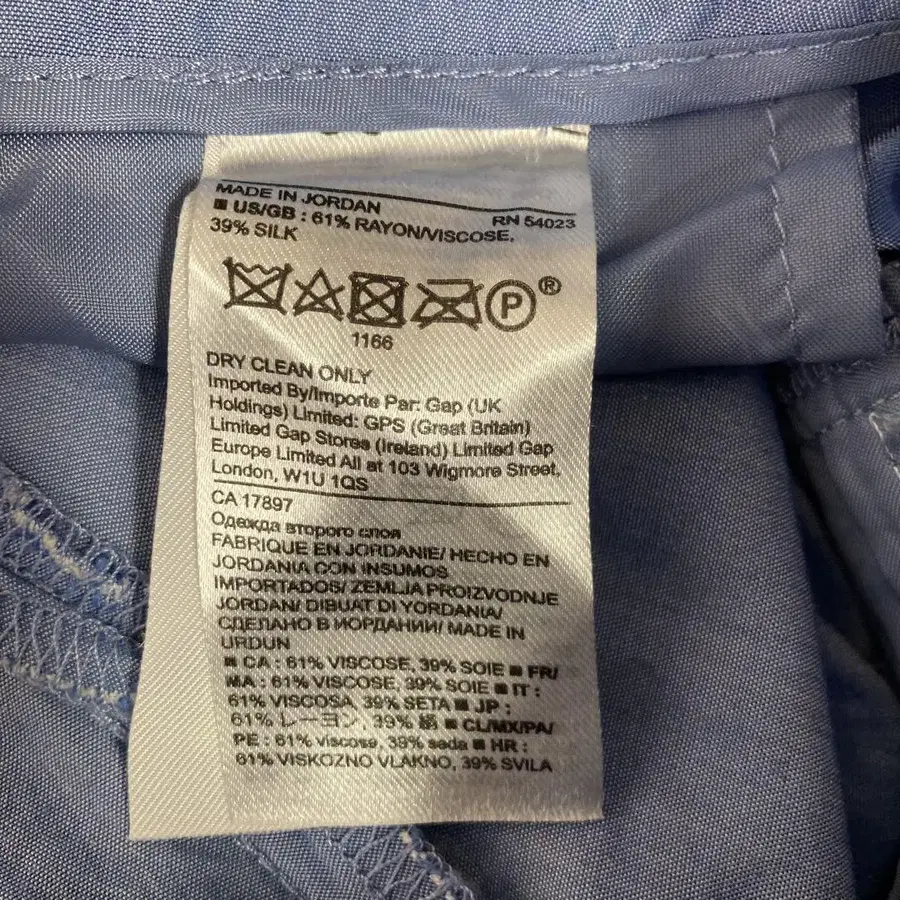 MADE IN JORDAN
RN 54023
■ US/GB : 61% RAYON/VISCOSE,
39% SILK
P ®
1166
DRY CLEAN ONLY
Imported By/Importe Par: Gap (UK
Holdings) Limited: GPS (Great Britain)
Limited Gap Stores (Ireland) Limited Gap
Europe Limited All at 103 Wigmore Street,
London, W1U 1QS
CA 17897
Одежда второго слоя
FABRIQUE EN JORDANIE/ HECHO EN
JORDANIA CON INSUMOS
IMPORTADOS/ ZEMLJA PROIZVODNJE
JORDAN/ DIBUAT DI YORDANIA/
СДЕЛАНО В ИОРДАНИИ/ MADE IN
URDUN
■ CA : 61% VISCOSE, 39% SOIE ■ FR/
MA : 61% VISCOSE, 39% SOIE ■ IT :
61% VISCOSA, 39% SETA ■ JP :
61% レーヨン, 39% 絹 ■ CL/MX/PA/
PE : 61% viscose, 39% seda ■ HR :
61% VISKOZNO VLAKNO, 39% SVILA